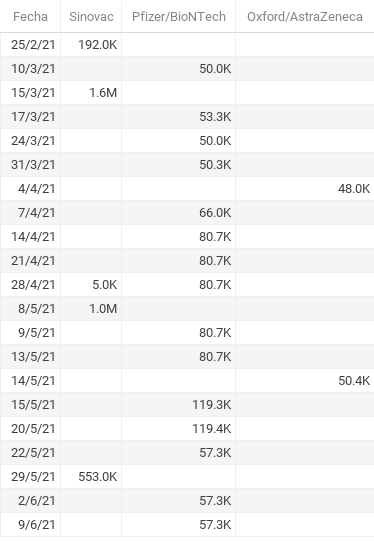 Fecha Sinovac Pfizer/BioNTech Oxford/AstraZeneca
25/2/21 192.0K
10/3/21 50.0K
15/3/21 1.6M
17/3/21 53.3K
24/3/21 50.0K
31/3/21 50.3K
4/4/21 48.0K
7/4/21 66.0K
14/4/21 80.7K
21/4/21 80.7K
28/4/21 5.0K 80.7K
8/5/21 1.0M
9/5/21 80.7K
13/5/21 80.7K
14/5/21 50.4K
15/5/21 119.3K
20/5/21 119.4K
22/5/21 57.3K
29/5/21 553.0K
2/6/21 57.3K
9/6/21 57.3K